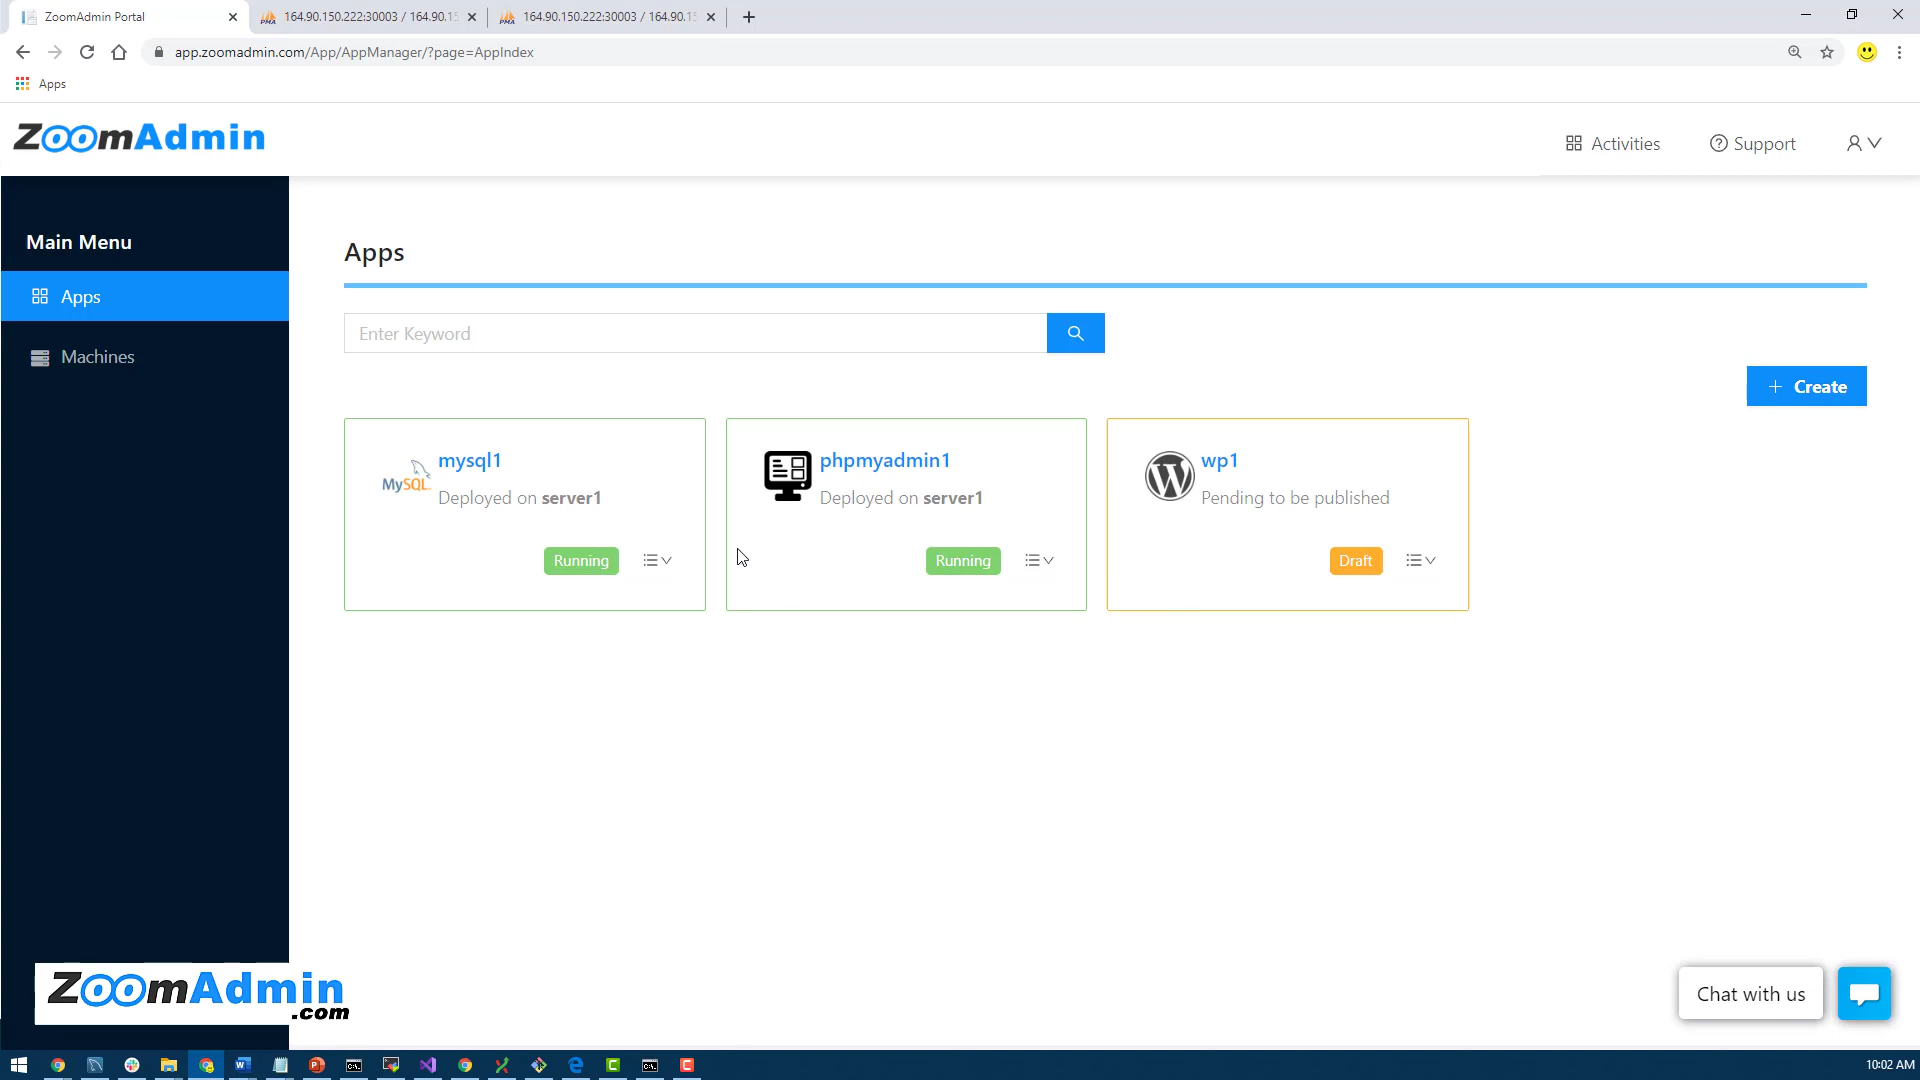 ZoomAdmin Portal
164.90.150.222:30003 / 164.90.15
164.90.150.222:30003 / 164.90.15
app.zoomadmin.com/App/AppManager/?page=AppIndex
Apps
ZoomAdmin
Activities
Support
Main Menu
Apps
Machines
Apps
Enter Keyword
+ Create
MySQL
mysql1
Deployed on server1
Running
phpmyadmin1
Deployed on server1
Running
wp1
Pending to be published
Draft
ZoomAdmin
.com
Chat with us
10:02 AM